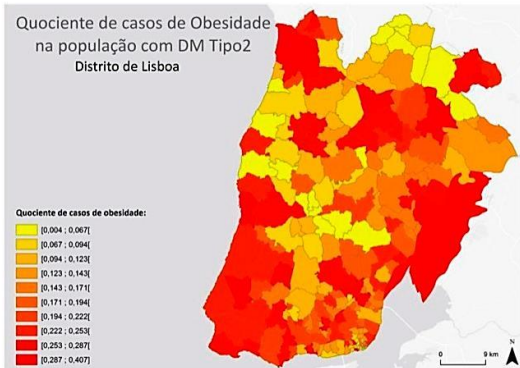 Quociente de casos de Obesidade
na população com DM Tipo2
Distrito de Lisboa
Quociente de casos de obesidade:
[0,004 ; 0,067[
[0,067 ; 0,094[
[0,094 ; 0,123[
[0,123 ; 0,143[
[0,143 ; 0,171[
[0,171 ; 0,194[
[0,194 ; 0,222[
[0,222 ; 0,253[
[0,253 ; 0,287[
[0,287 ; 0,407[
0 9 km
N